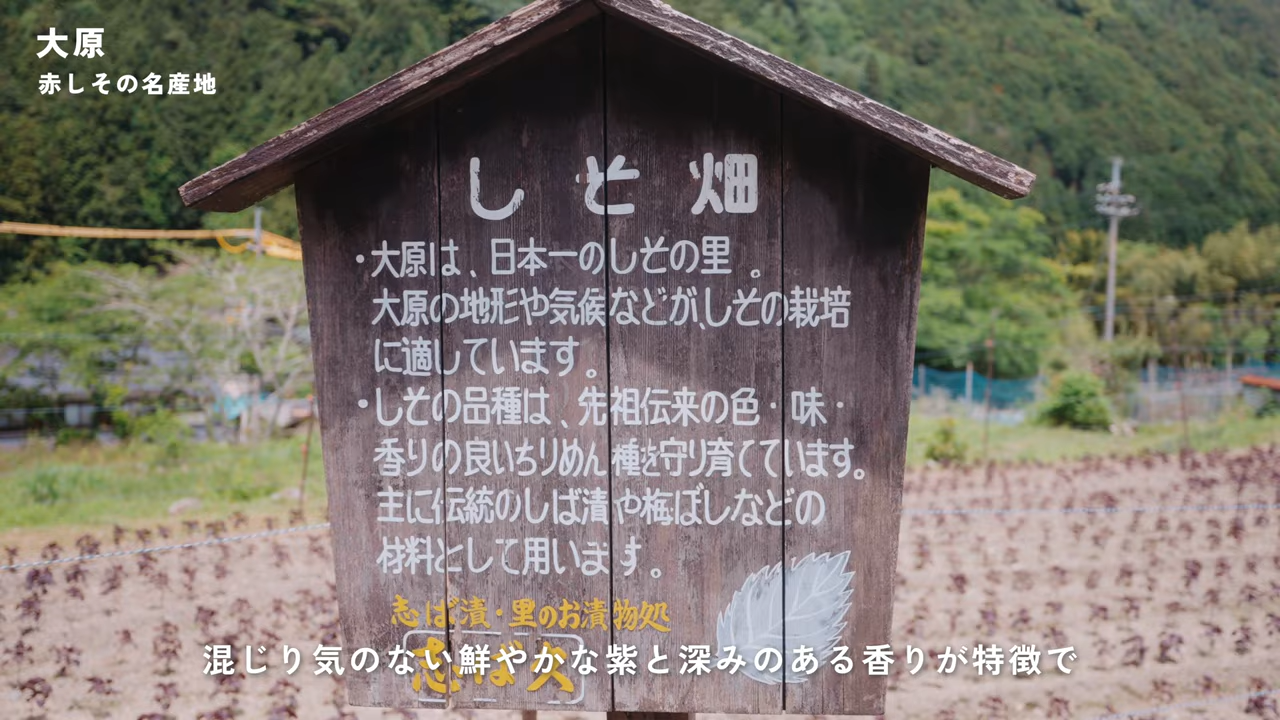 大原
赤しその名産地
しそ畑
・大原は、日本一のしその里。
大原の地形や気候などが、しその栽培
に適しています。
・しその品種は、先祖伝来の色・味・
香りの良いちりめん種を守り育てています。
主に伝統のしば漬や梅ぼしなどの
材料として用います。
志ば漬・里のお漬物処
志ば久
混じり気のない鮮やかな紫と深みのある香りが特徴で